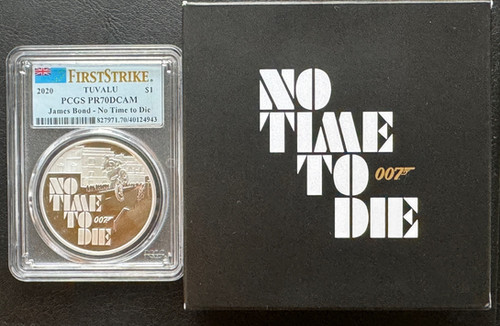 FIRSTSTRIKE.
2020 TUVALU $1
PCGS PR70DCAM
James Bond - No Time to Die
827971.70/40124943
NO
TIME
TO 007
DIE
NO
TIME
TO 007
DIE